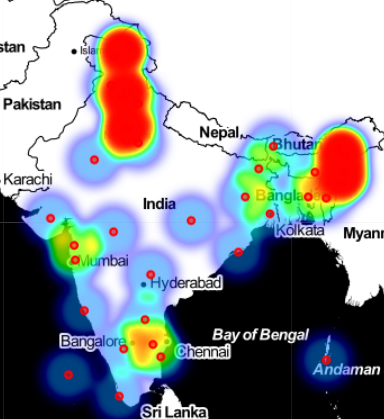 stan
Islam
Pakistan
Nepal
Bhutan
Karachi
India
Bangla
Kolkata
Myanr
Mumbai
Hyderabad
Bay of Bengal
Bangalore
Chennai
Andaman
Sri Lanka